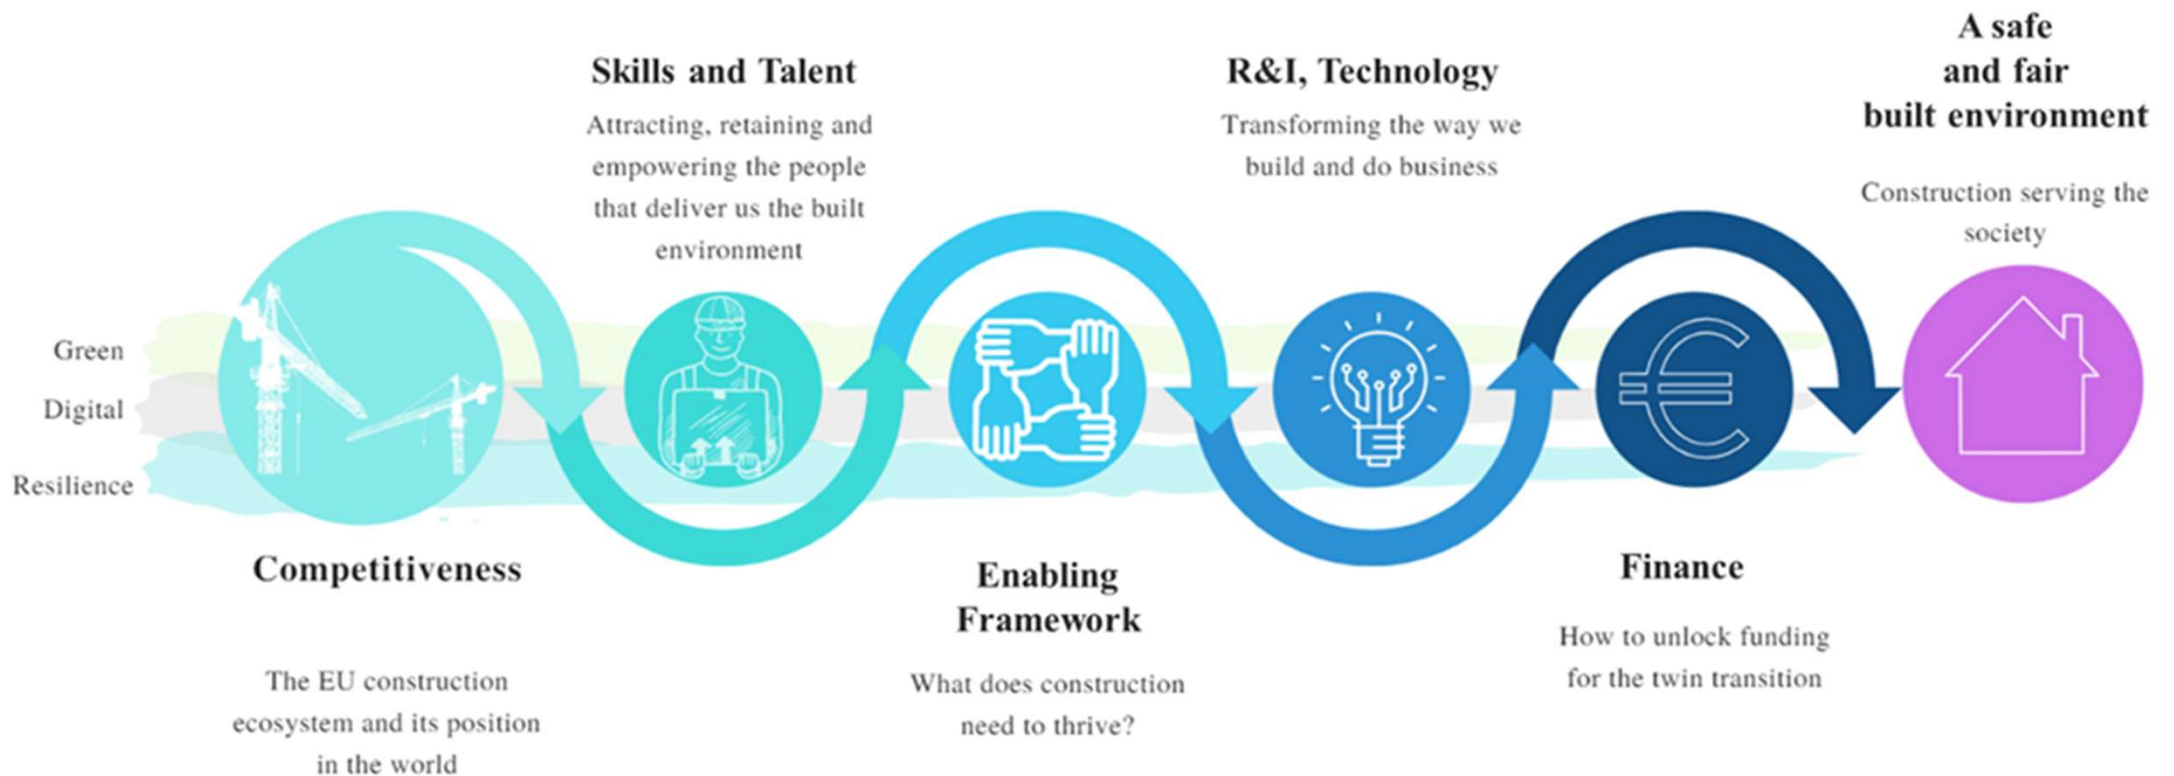 Green
Digital
Resilience
Competitiveness
The EU construction
ecosystem and its position
in the world
Skills and Talent
Attracting, retaining and
empowering the people
that deliver us the built
environment
Enabling
Framework
What does construction
need to thrive?
R&I, Technology
Transforming the way we
build and do business
Finance
How to unlock funding
for the twin transition
A safe
and fair
built environment
Construction serving the
society